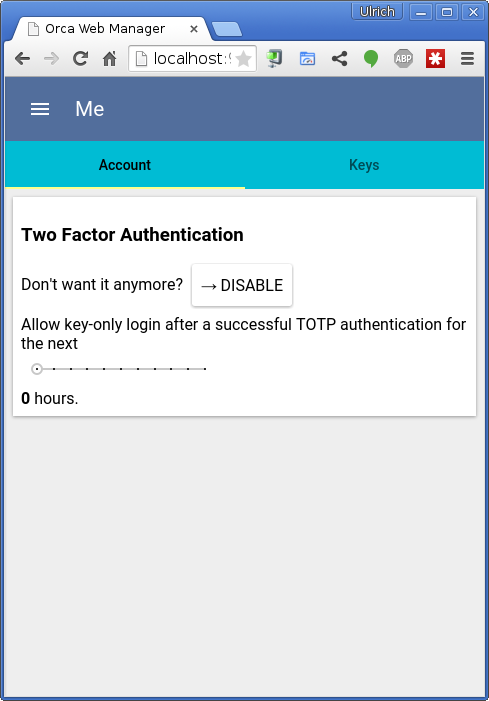 Ulrich
Orca Web Manager
localhost:
ABP
Me
Account
Keys
Two Factor Authentication
Don't want it anymore? → DISABLE
Allow key-only login after a successful TOTP authentication for
the next
0 hours.